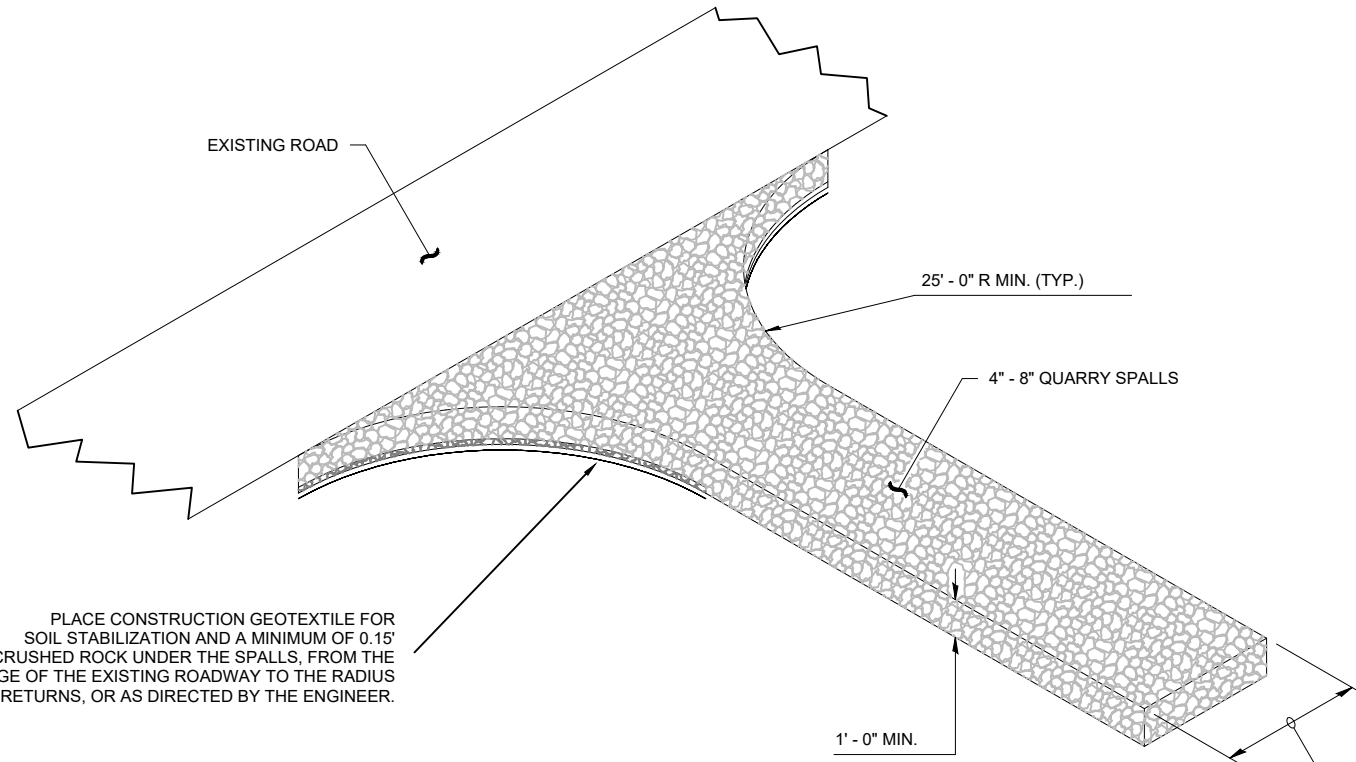 EXISTING ROAD
25' - 0" R MIN. (TYP.)
4" - 8" QUARRY SPALLS
PLACE CONSTRUCTION GEOTEXTILE FOR
SOIL STABILIZATION AND A MINIMUM OF 0.15'
CRUSHED ROCK UNDER THE SPALLS, FROM THE
OF THE EXISTING ROADWAY TO THE RADIUS
RETURNS, OR AS DIRECTED BY THE ENGINEER.
1' - 0" MIN.